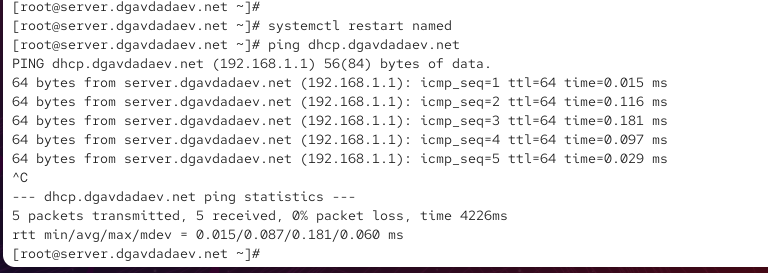 [root@server.dgavdadaev.net ~]#
[root@server.dgavdadaev.net ~]# systemctl restart named
[root@server.dgavdadaev.net ~]# ping dhcp.dgavdadaev.net
PING dhcp.dgavdadaev.net (192.168.1.1) 56(84) bytes of data.
64 bytes from server.dgavdadaev.net (192.168.1.1): icmp_seq=1 ttl=64 time=0.015 ms
64 bytes from server.dgavdadaev.net (192.168.1.1): icmp_seq=2 ttl=64 time=0.116 ms
64 bytes from server.dgavdadaev.net (192.168.1.1): icmp_seq=3 ttl=64 time=0.181 ms
64 bytes from server.dgavdadaev.net (192.168.1.1): icmp_seq=4 ttl=64 time=0.097 ms
64 bytes from server.dgavdadaev.net (192.168.1.1): icmp_seq=5 ttl=64 time=0.029 ms
^C
--- dhcp.dgavdadaev.net ping statistics ---
5 packets transmitted, 5 received, 0% packet loss, time 4226ms
rtt min/avg/max/mdev = 0.015/0.087/0.181/0.060 ms
[root@server.dgavdadaev.net ~]#